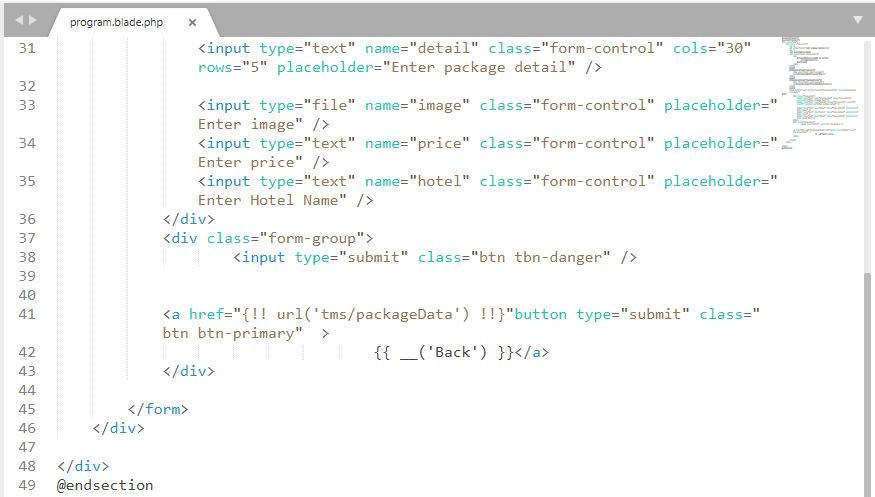 program.blade.php
31 <input type="text" name="detail" class="form-control" cols="30"
rows="5" placeholder="Enter package detail" />
32
33 <input type="file" name="image" class="form-control" placeholder="
Enter image" />
34 <input type="text" name="price" class="form-control" placeholder="
Enter price" />
35 <input type="text" name="hotel" class="form-control" placeholder="
Enter Hotel Name" />
36 </div>
37 <div class="form-group">
38 <input type="submit" class="btn tbn-danger" />
39
40
41 <a href="{!! url('tms/packageData') !!}"button type="submit" class="
btn btn-primary"  >
42 {{ __('Back') }}</a>
43 </div>
44
45 </form>
46 </div>
47
48 </div>
49 @endsection